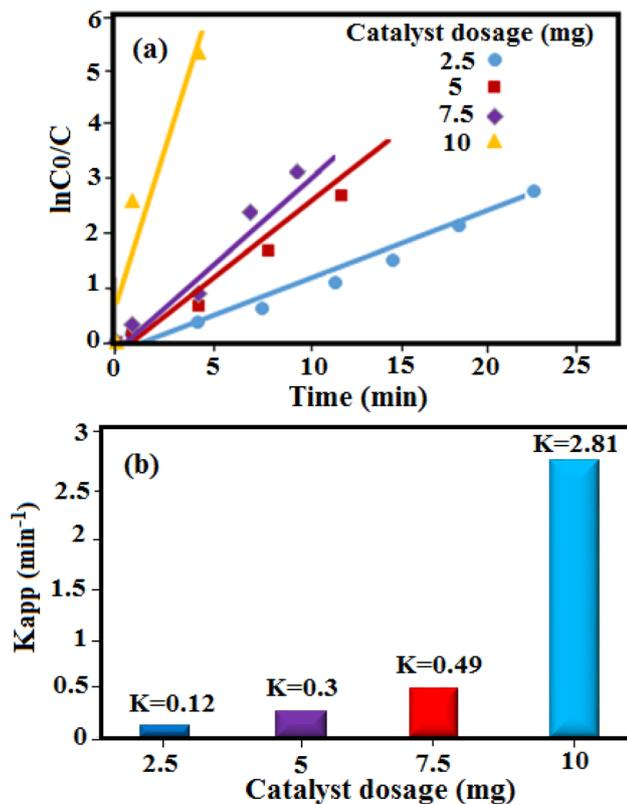 6
(a)
Catalyst dosage (mg)
2.5
5
5
7.5
4
10
3
2
1
0
lnC0/C
0
5
10
15
20
25
Time (min)
3
(b)
K=2.81
2.5
2
1.5
1
K=0.49
0.5
K=0.3
K=0.12
0
Kapp (min⁻¹)
2.5
5
7.5
10
Catalyst dosage (mg)